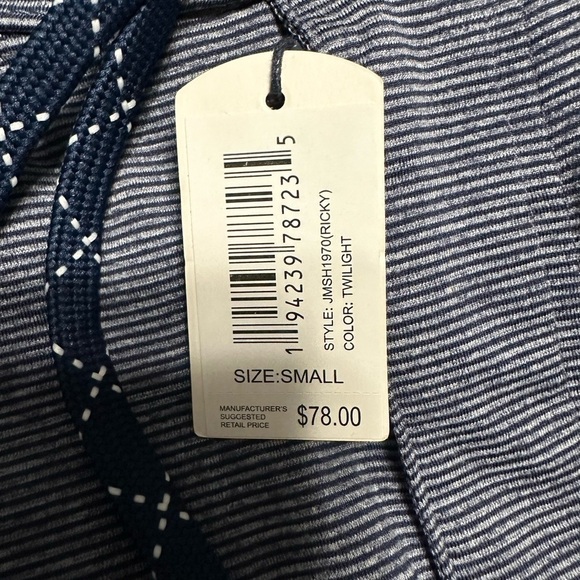 1 94239 78723 5
STYLE: JMSH1970(RICKY)
COLOR: TWILIGHT
SIZE:SMALL
MANUFACTURER'S
SUGGESTED
RETAIL PRICE
$78.00